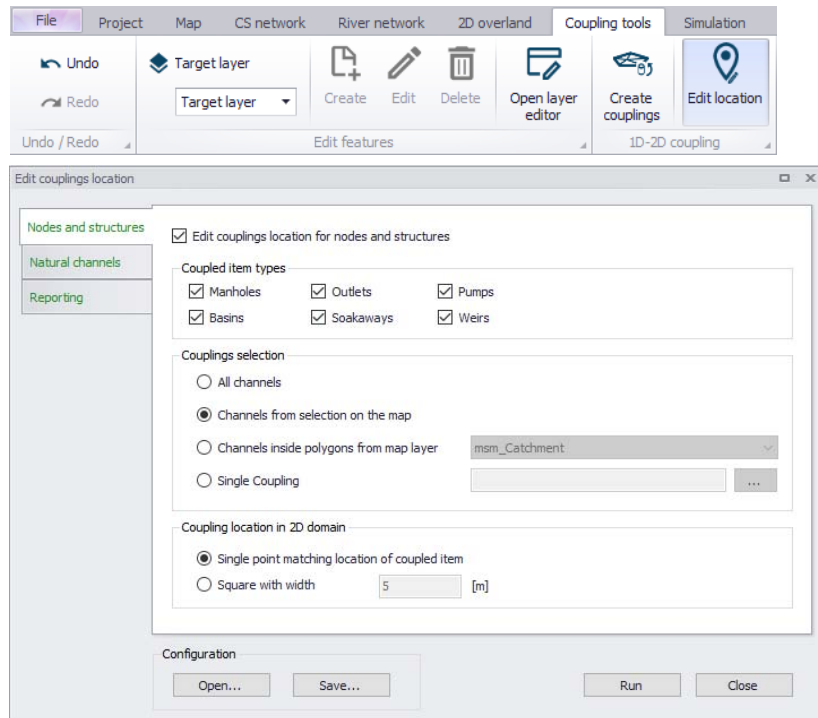 File Project Map CS network River network 2D overland Coupling tools Simulation
Undo
Redo
Undo / Redo
Target layer
Target layer
Create Edit Delete Open layer editor
Edit features
Create couplings Edit location
1D-2D coupling
Edit couplings location
Nodes and structures
Natural channels
Reporting
Edit couplings location for nodes and structures
Coupled item types
Manholes Outlets Pumps
Basins Soakaways Weirs
Couplings selection
All channels
Channels from selection on the map
Channels inside polygons from map layer msm_Catchment
Single Coupling ...
Coupling location in 2D domain
Single point matching location of coupled item
Square with width 5 [m]
Configuration
Open... Save... Run Close